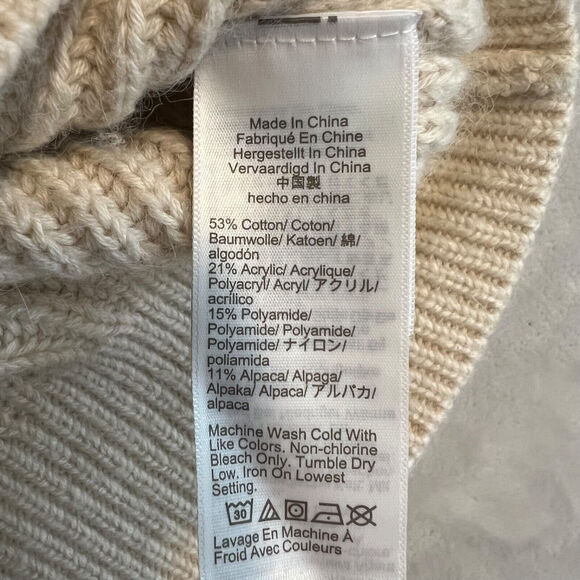 Made In China
Fabriqué En Chine
Hergestellt In China
Vervaardigd In China
中国製
hecho en china
53% Cotton/ Coton/
Baumwolle/ Katoen/ 綿/
algodón
21% Acrylic/ Acrylique/
Polyacryl/ Acryl/ アクリル/
acrílico
15% Polyamide/
Polyamide/ Polyamide/
Polyamide/ ナイロン/
poliamida
11% Alpaca/ Alpaga/
Alpaka/ Alpaca/ アルパカ/
alpaca
Machine Wash Cold With
Like Colors. Non-chlorine
Bleach Only. Tumble Dry
Low. Iron On Lowest
Setting.
30
Lavage En Machine À
Froid Avec Couleurs